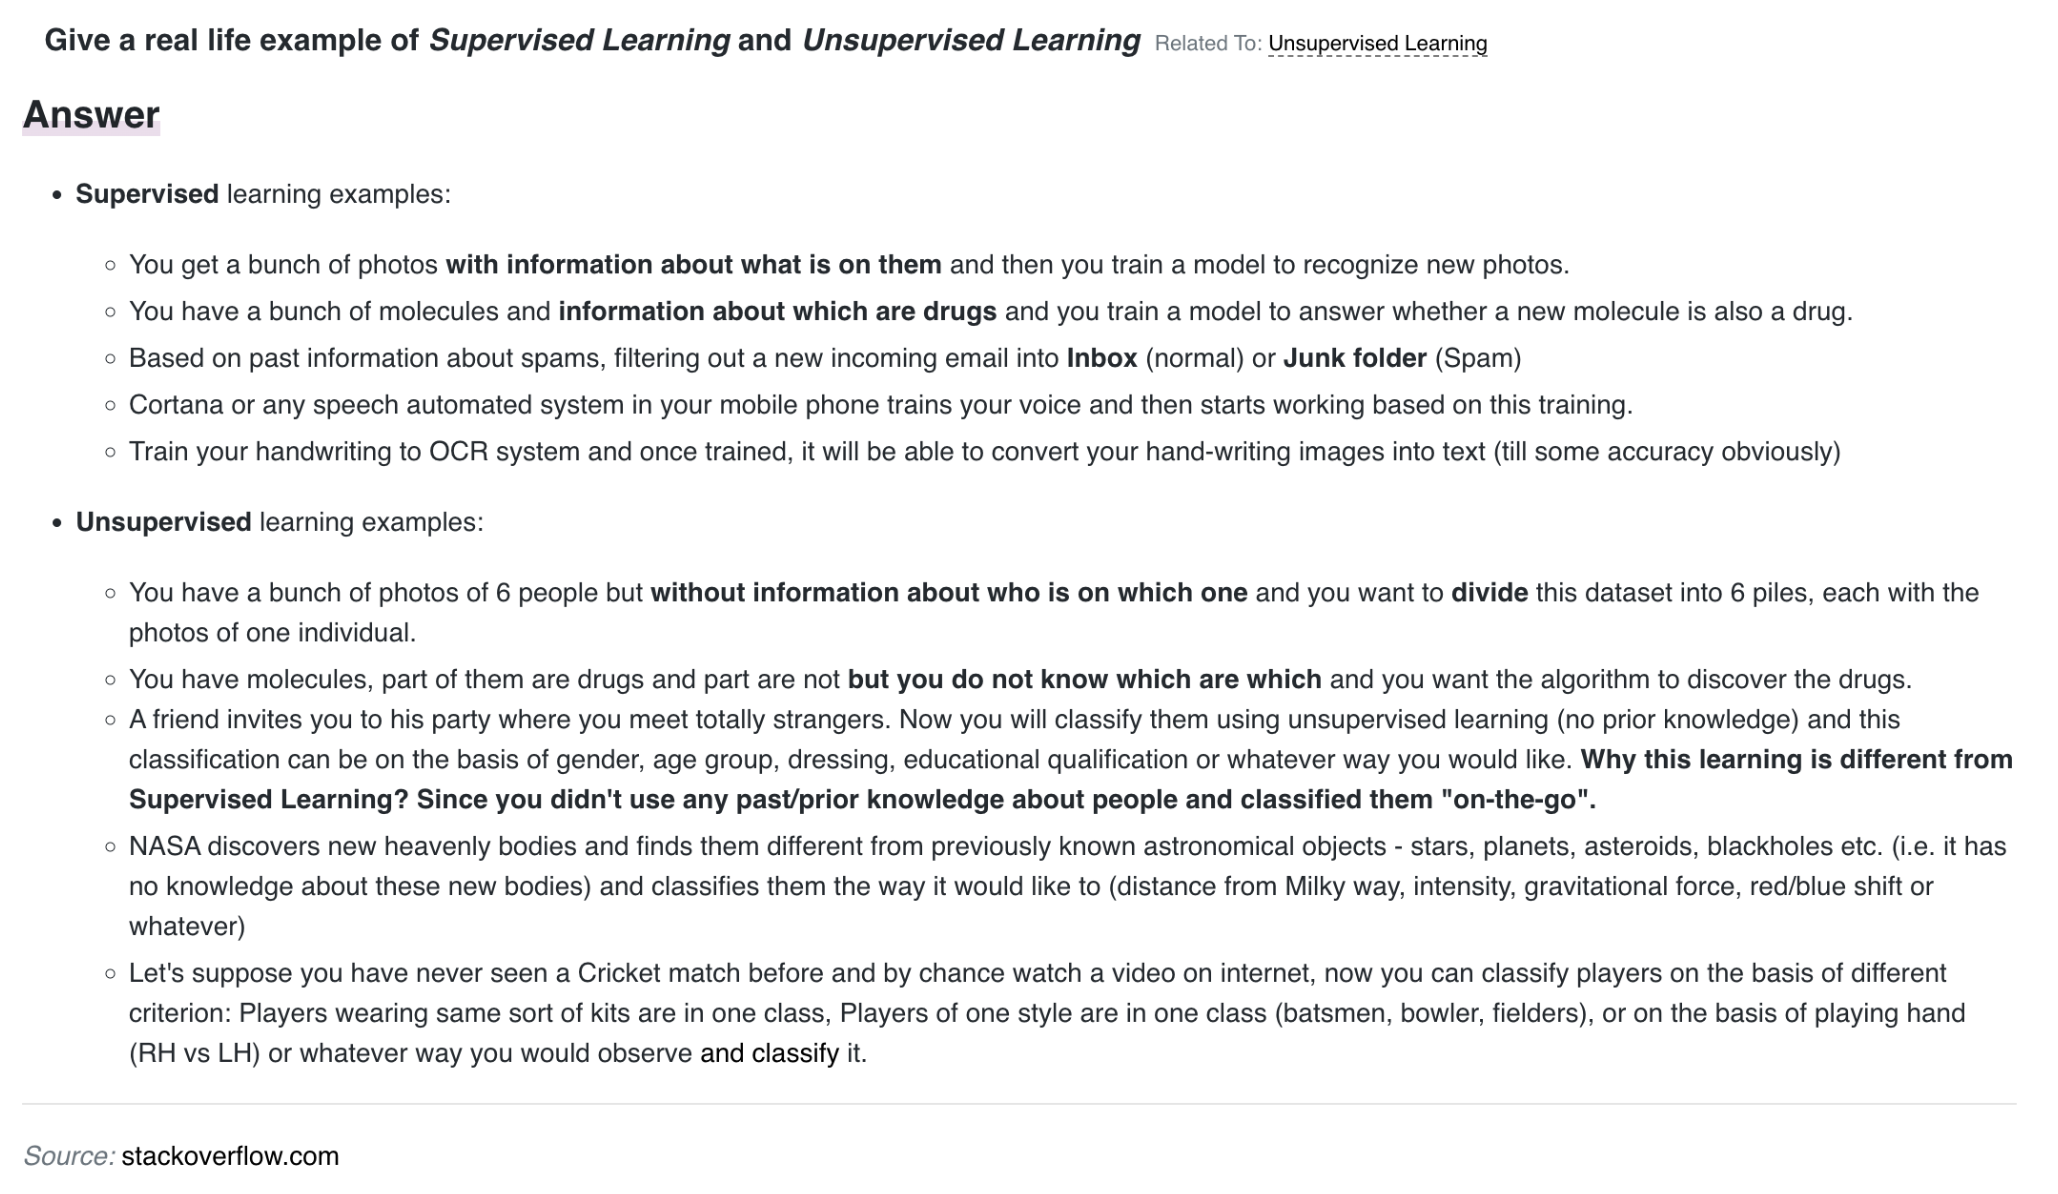 Give a real life example of Supervised Learning and Unsupervised Learning Related To: Unsupervised Learning
Answer
• Supervised learning examples:
◦ You get a bunch of photos with information about what is on them and then you train a model to recognize new photos.
◦ You have a bunch of molecules and information about which are drugs and you train a model to answer whether a new molecule is also a drug.
◦ Based on past information about spams, filtering out a new incoming email into Inbox (normal) or Junk folder (Spam)
◦ Cortana or any speech automated system in your mobile phone trains your voice and then starts working based on this training.
◦ Train your handwriting to OCR system and once trained, it will be able to convert your hand-writing images into text (till some accuracy obviously)
• Unsupervised learning examples:
◦ You have a bunch of photos of 6 people but without information about who is on which one and you want to divide this dataset into 6 piles, each with the
photos of one individual.
◦ You have molecules, part of them are drugs and part are not but you do not know which are which and you want the algorithm to discover the drugs.
◦ A friend invites you to his party where you meet totally strangers. Now you will classify them using unsupervised learning (no prior knowledge) and this
classification can be on the basis of gender, age group, dressing, educational qualification or whatever way you would like. Why this learning is different from
Supervised Learning? Since you didn't use any past/prior knowledge about people and classified them "on-the-go".
◦ NASA discovers new heavenly bodies and finds them different from previously known astronomical objects - stars, planets, asteroids, blackholes etc. (i.e. it has
no knowledge about these new bodies) and classifies them the way it would like to (distance from Milky way, intensity, gravitational force, red/blue shift or
whatever)
◦ Let's suppose you have never seen a Cricket match before and by chance watch a video on internet, now you can classify players on the basis of different
criterion: Players wearing same sort of kits are in one class, Players of one style are in one class (batsmen, bowler, fielders), or on the basis of playing hand
(RH vs LH) or whatever way you would observe and classify it.
Source: stackoverflow.com